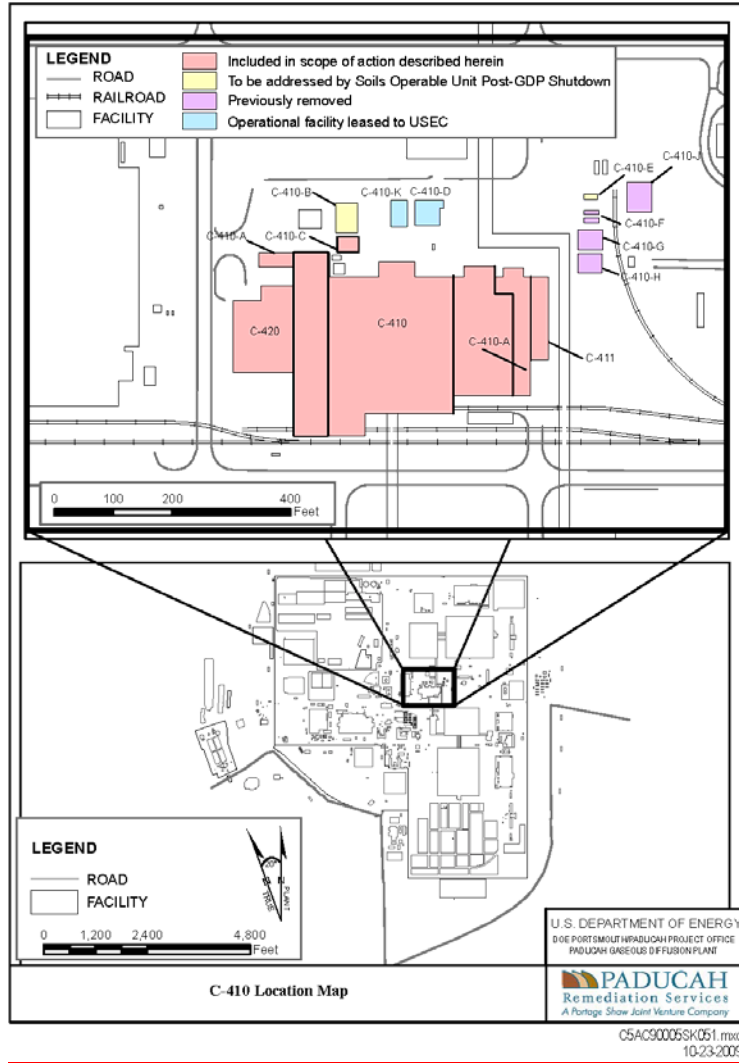 LEGEND
ROAD
RAILROAD
FACILITY
Included in scope of action described herein
To be addressed by Soils Operable Unit Post-GDP Shutdown
Previously removed
Operational facility leased to USEC
C-410-E
C-410-J
C-410-B
C-410-K
C-410-D
C-410-F
C-410-A
C-410-C
C-410-G
C-410-H
C-420
C-410
C-410-A
C-411
0 100 200 400
Feet
LEGEND
ROAD
FACILITY
20°
TRUE
N
PLANT
N
0 1,200 2,400 4,800
Feet
C-410 Location Map
U.S. DEPARTMENT OF ENERGY
DOE PORTSMOUTH/PADUCAH PROJECT OFFICE
PADUCAH GASEOUS DIFFUSION PLANT
PADUCAH
Remediation Services
A Portage Shaw Joint Venture Company
C5AC90005SK051.mxd
10-23-2009